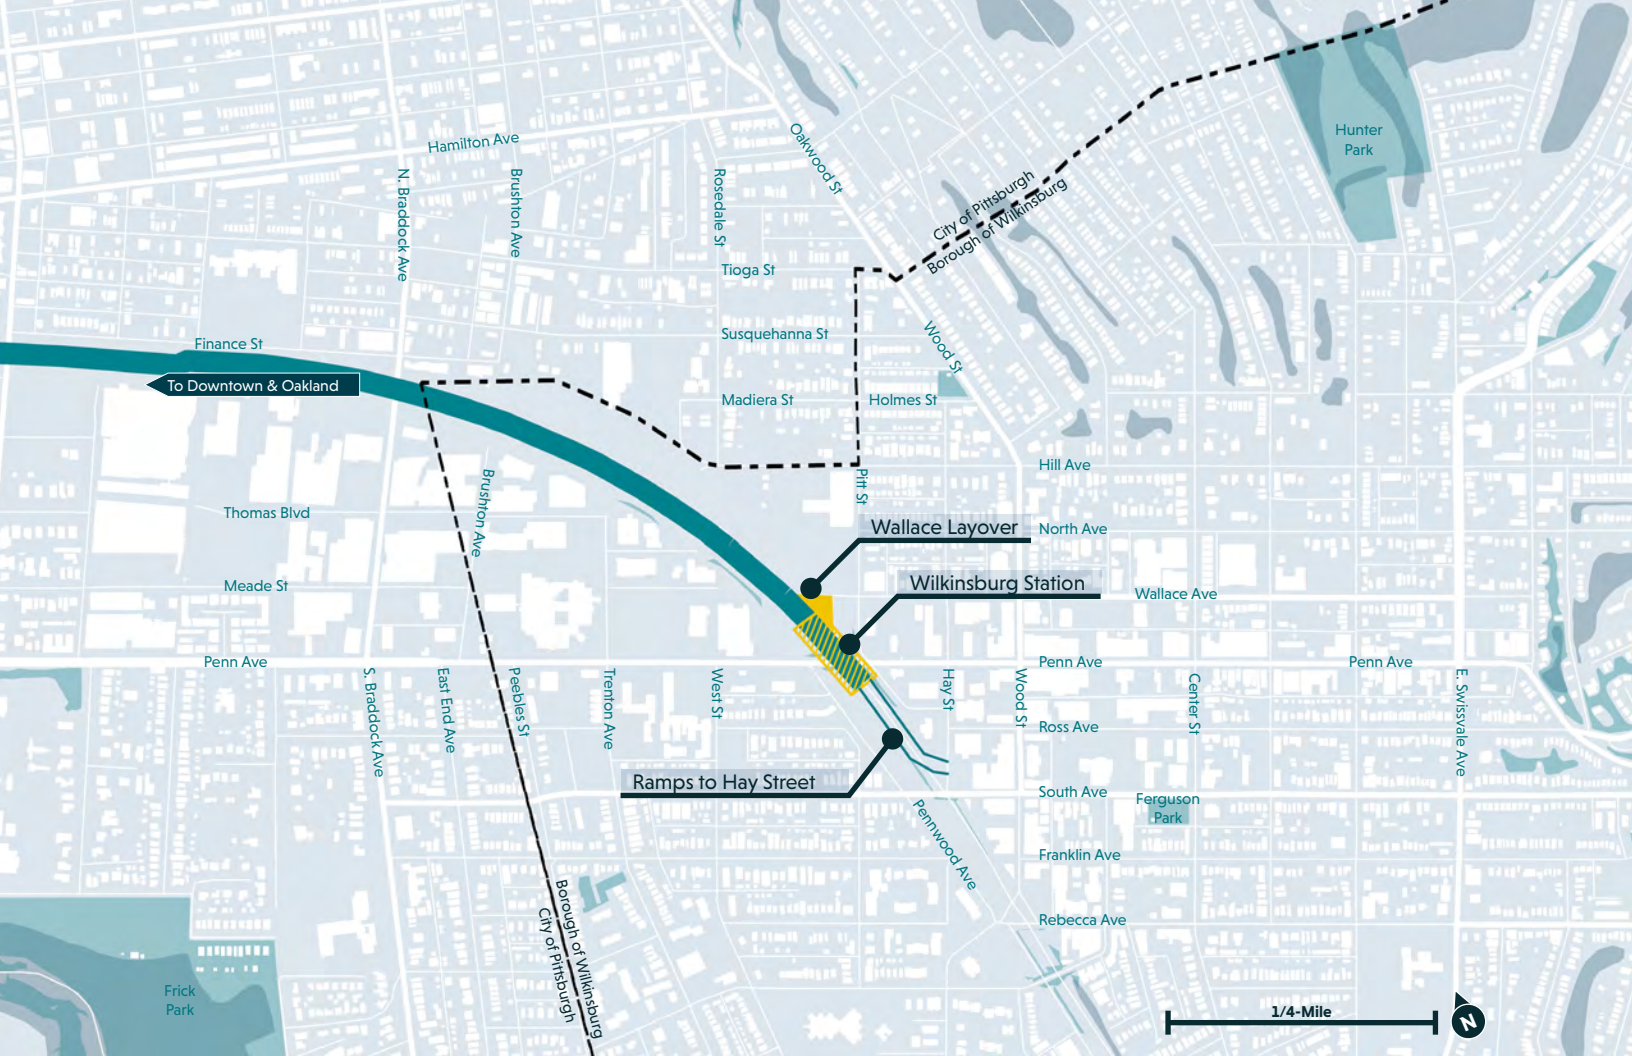 Hunter
Park
Hamilton Ave
Oakwood St
N. Braddock Ave
Brushton Ave
Rosedale St
City of Pittsburgh
Borough of Wilkinsburg
Tioga St
Susquehanna St
Wood St
Finance St
To Downtown & Oakland
Madiera St
Holmes St
Hill Ave
Pitt St
Brushton Ave
Thomas Blvd
Wallace Layover
North Ave
Meade St
Wilkinsburg Station
Wallace Ave
Penn Ave
Penn Ave
Penn Ave
S. Braddock Ave
East End Ave
Peebles St
Trenton Ave
West St
Hay St
Wood St
Center St
E. Swissvale Ave
Ross Ave
Ramps to Hay Street
South Ave
Ferguson
Park
Pennwood Ave
Franklin Ave
Rebecca Ave
Borough of Wilkinsburg
City of Pittsburgh
Frick
Park
1/4-Mile
N